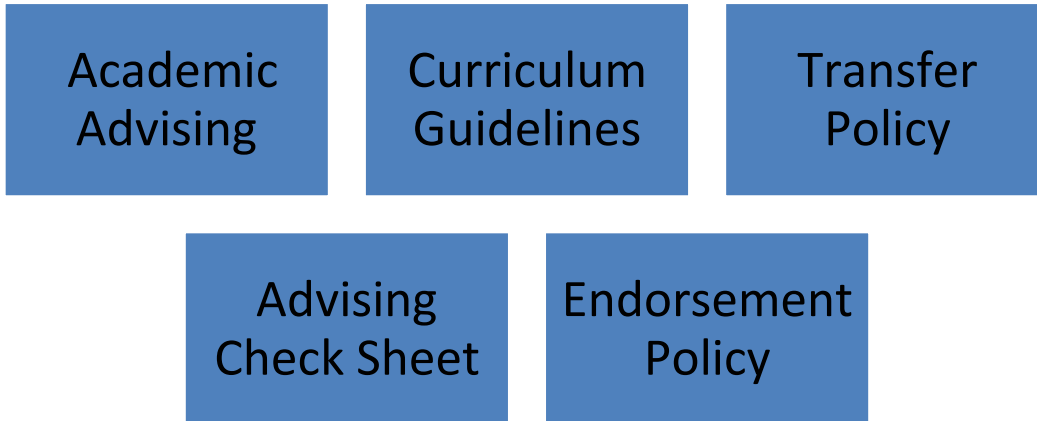 Academic
Advising
Curriculum
Guidelines
Transfer
Policy
Advising
Check Sheet
Endorsement
Policy